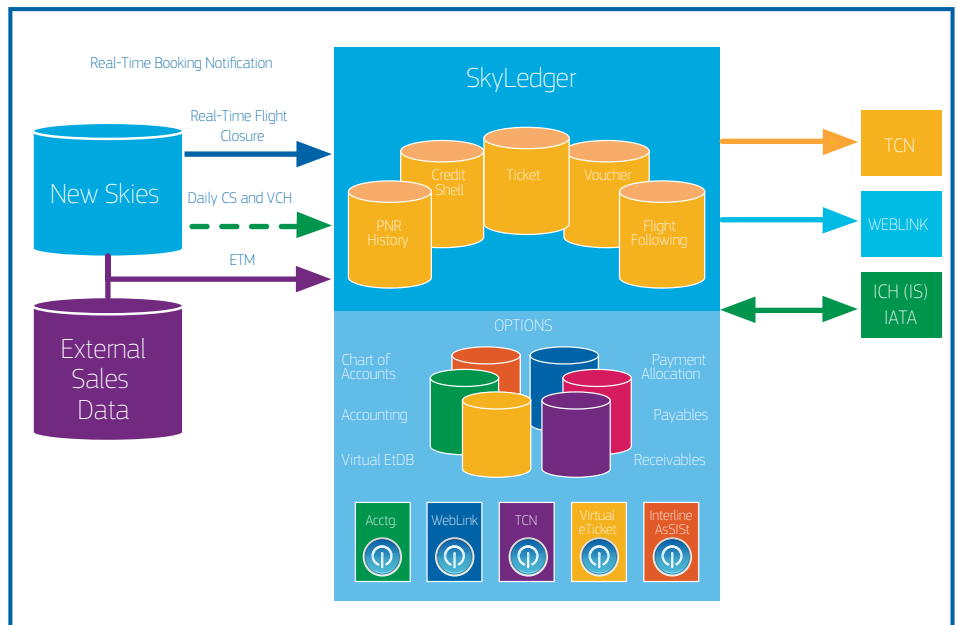 Real-Time Booking Notification
Real-Time Flight
Closure
New Skies
Daily CS and VCH
ETM
External
Sales
Data
SkyLedger
PNR
History
Credit
Shell
Ticket
Voucher
Flight
Following
TCN
WEBLINK
ICH (IS)
IATA
OPTIONS
Chart of
Accounts
Accounting
Virtual EtDB
Payment
Allocation
Payables
Receivables
Acctg.
WebLink
TCN
Virtual
eTicket
Interline
AsSISt